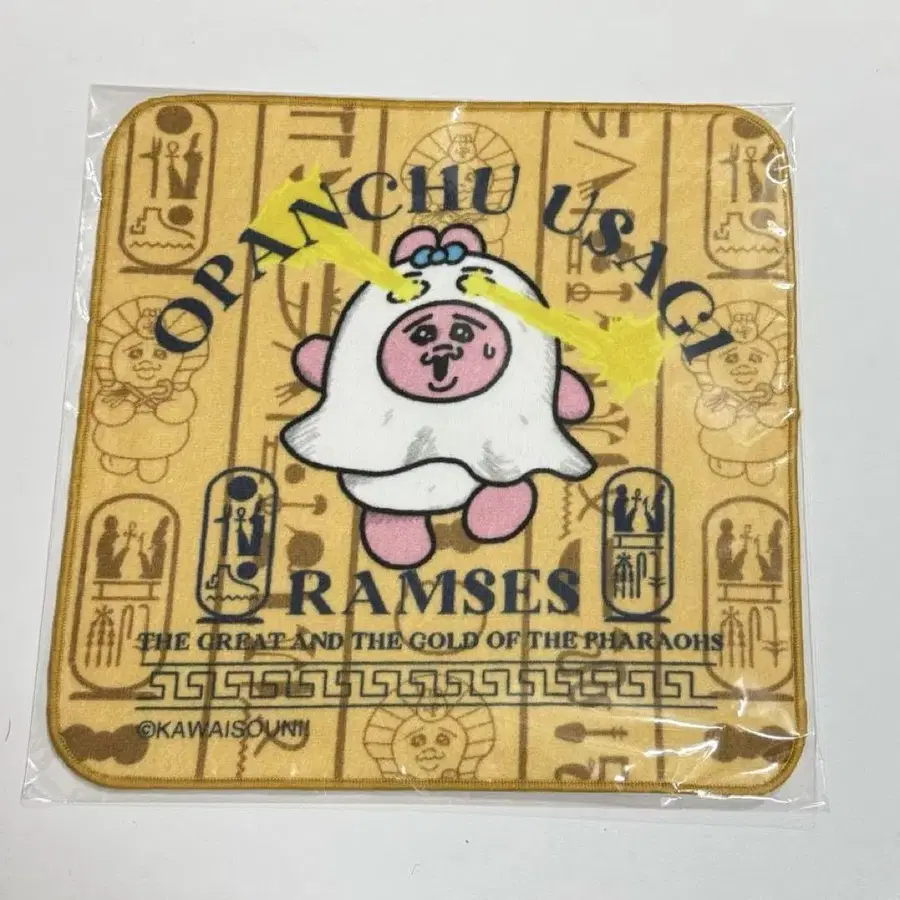 OPANCHU USAGI
RAMSES
THE GREAT AND THE GOLD OF THE PHARAOHS
©KAWAISOUNI!